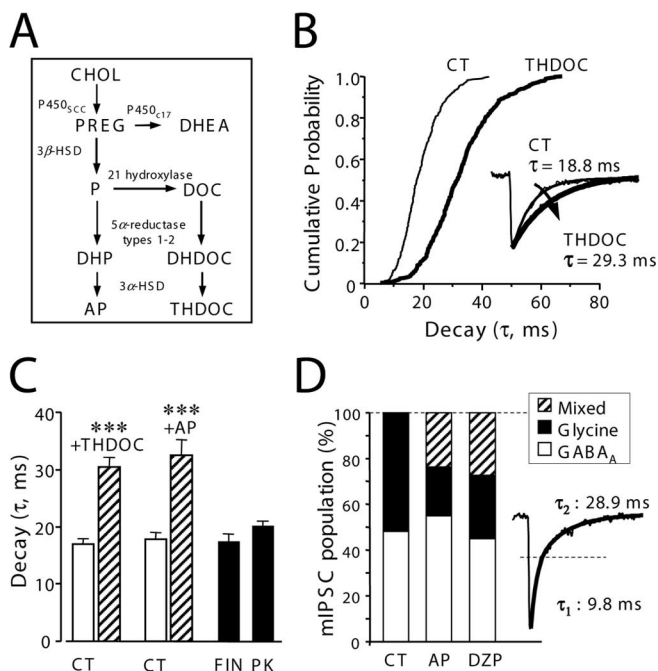 A
CHOL
P450SCC
P450c17
PREG
DHEA
3β-HSD
21 hydroxylase
P
DOC
5α-reductase
types 1-2
DHP
DHDOC
3α-HSD
AP
THDOC
B
CT
THDOC
Cumulative Probability
1.0
0.8
0.6
0.4
0.2
0
0
20
40
60
80
Decay (τ, ms)
CT
τ = 18.8 ms
THDOC
τ = 29.3 ms
C
Decay (τ, ms)
40
30
20
10
0
***
+THDOC
***
+AP
CT
CT
FIN
PK
D
Mixed
Glycine
GABAA
mIPSC population (%)
100
80
60
40
20
0
CT
AP
DZP
τ2 : 28.9 ms
τ1 : 9.8 ms